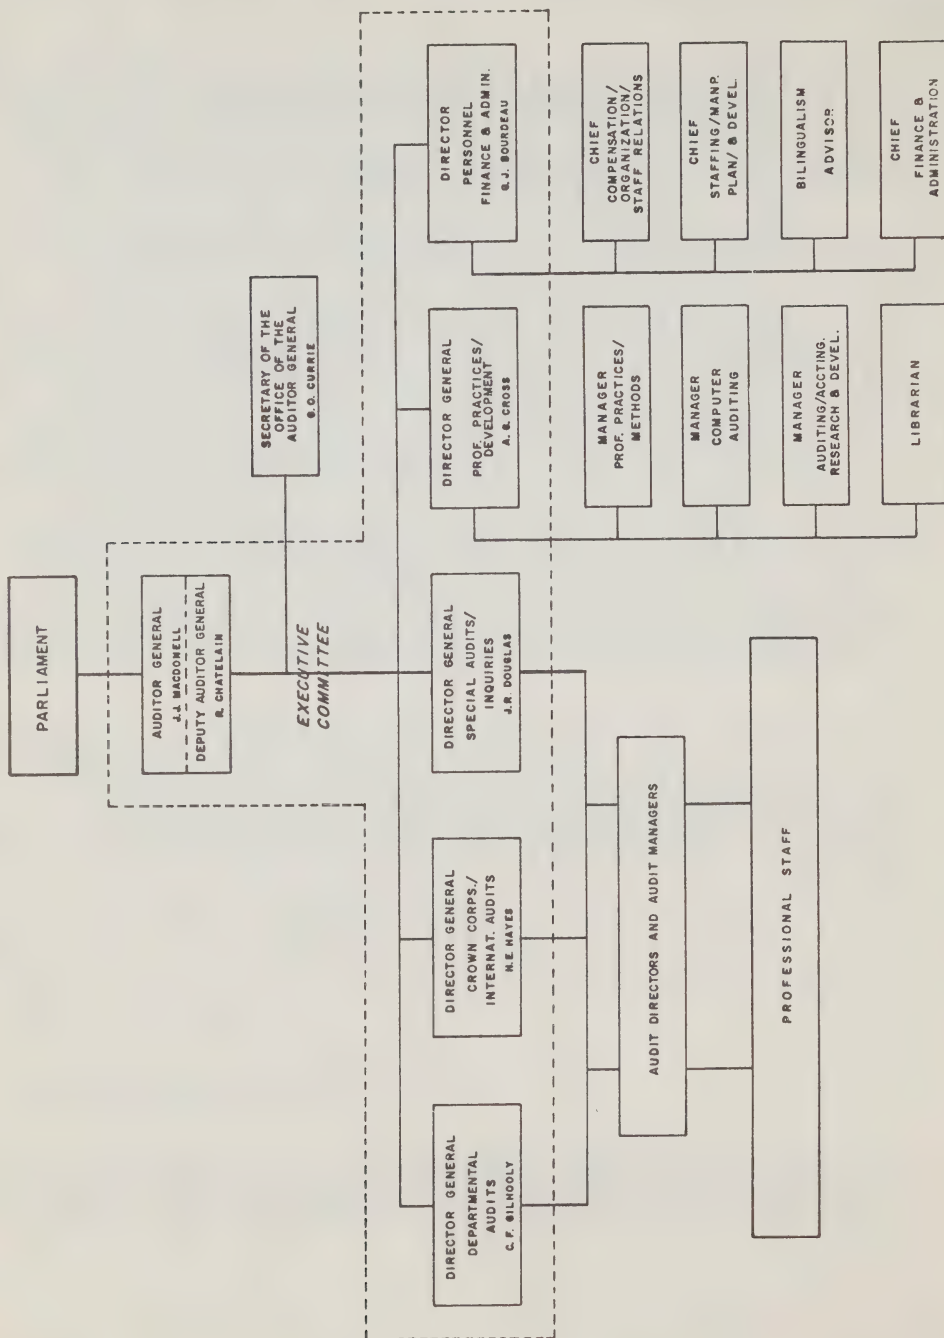 PARLIAMENT
AUDITOR GENERAL
J.J. MACDONELL
DEPUTY AUDITOR GENERAL
R. CHATELAIN
SECRETARY OF THE
OFFICE OF THE
AUDITOR GENERAL
G.O. CURRIE
EXECUTIVE
COMMITTEE
DIRECTOR GENERAL
DEPARTMENTAL
AUDITS
C. F. GILHOOLY
DIRECTOR GENERAL
CROWN CORPS./
INTERNAT. AUDITS
H.E. HAYES
DIRECTOR GENERAL
SPECIAL AUDITS/
INQUIRIES
J.R. DOUGLAS
DIRECTOR GENERAL
PROF. PRACTICES/
DEVELOPMENT
A. G. CROSS
DIRECTOR
PERSONNEL
FINANCE & ADMIN.
G. J. BOURDEAU
AUDIT DIRECTORS AND AUDIT MANAGERS
PROFESSIONAL STAFF
MANAGER
PROF. PRACTICES/
METHODS
MANAGER
COMPUTER
AUDITING
MANAGER
AUDITING/ACCTING.
RESEARCH & DEVEL.
LIBRARIAN
CHIEF
COMPENSATION/
ORGANIZATION/
STAFF RELATIONS
CHIEF
STAFFING/MANP.
PLAN/ & DEVEL.
BILINGUALISM
ADVISOR
CHIEF
FINANCE &
ADMINISTRATION